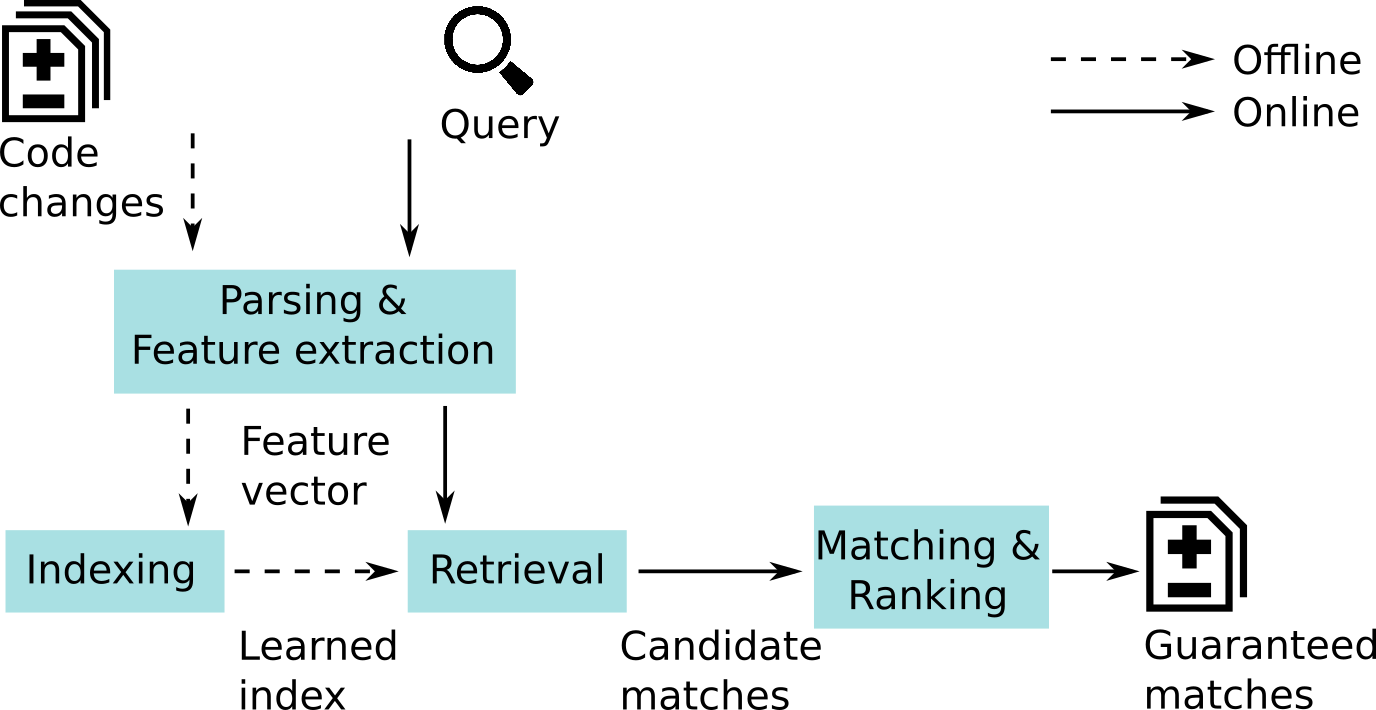 Offline
Query
Online
Code
changes
Parsing &
Feature extraction
Feature
vector
Indexing
Retrieval
Matching &
Ranking
Learned
index
Candidate
matches
Guaranteed
matches